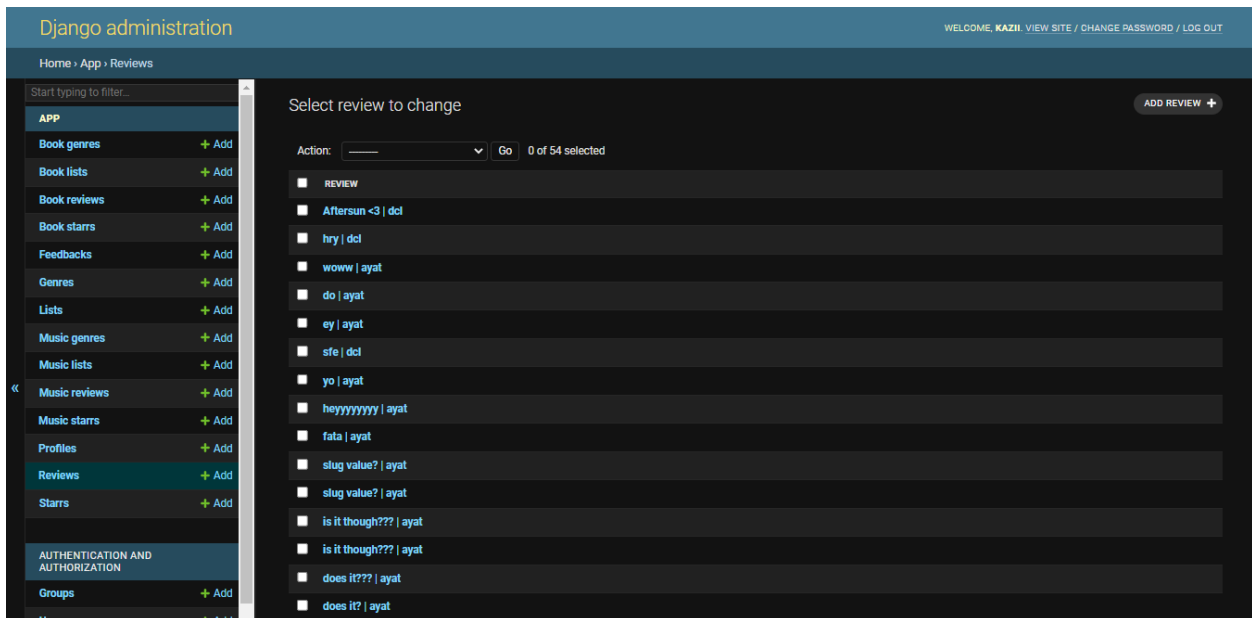 Django administration
WELCOME, KAZII. VIEW SITE / CHANGE PASSWORD / LOG OUT
Home › App › Reviews
Start typing to filter...
APP
Book genres + Add
Book lists + Add
Book reviews + Add
Book starrs + Add
Feedbacks + Add
Genres + Add
Lists + Add
Music genres + Add
Music lists + Add
Music reviews + Add
Music starrs + Add
Profiles + Add
Reviews + Add
Starrs + Add
AUTHENTICATION AND
AUTHORIZATION
Groups + Add
«
Select review to change
ADD REVIEW +
Action: --------- Go 0 of 54 selected
REVIEW
Aftersun <3 | dcl
hry | dcl
woww | ayat
do | ayat
ey | ayat
sfe | dcl
yo | ayat
heyyyyyyyy | ayat
fata | ayat
slug value? | ayat
slug value? | ayat
is it though??? | ayat
is it though??? | ayat
does it??? | ayat
does it? | ayat